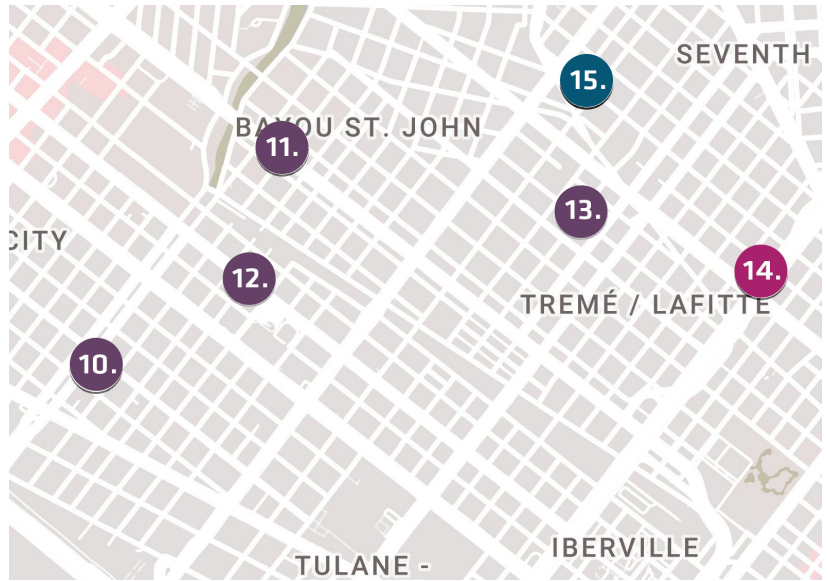 SEVENTH
15.
BAYOU ST. JOHN
11.
13.
CITY
12.
14.
TREMÉ / LAFITTE
10.
IBERVILLE
TULANE -